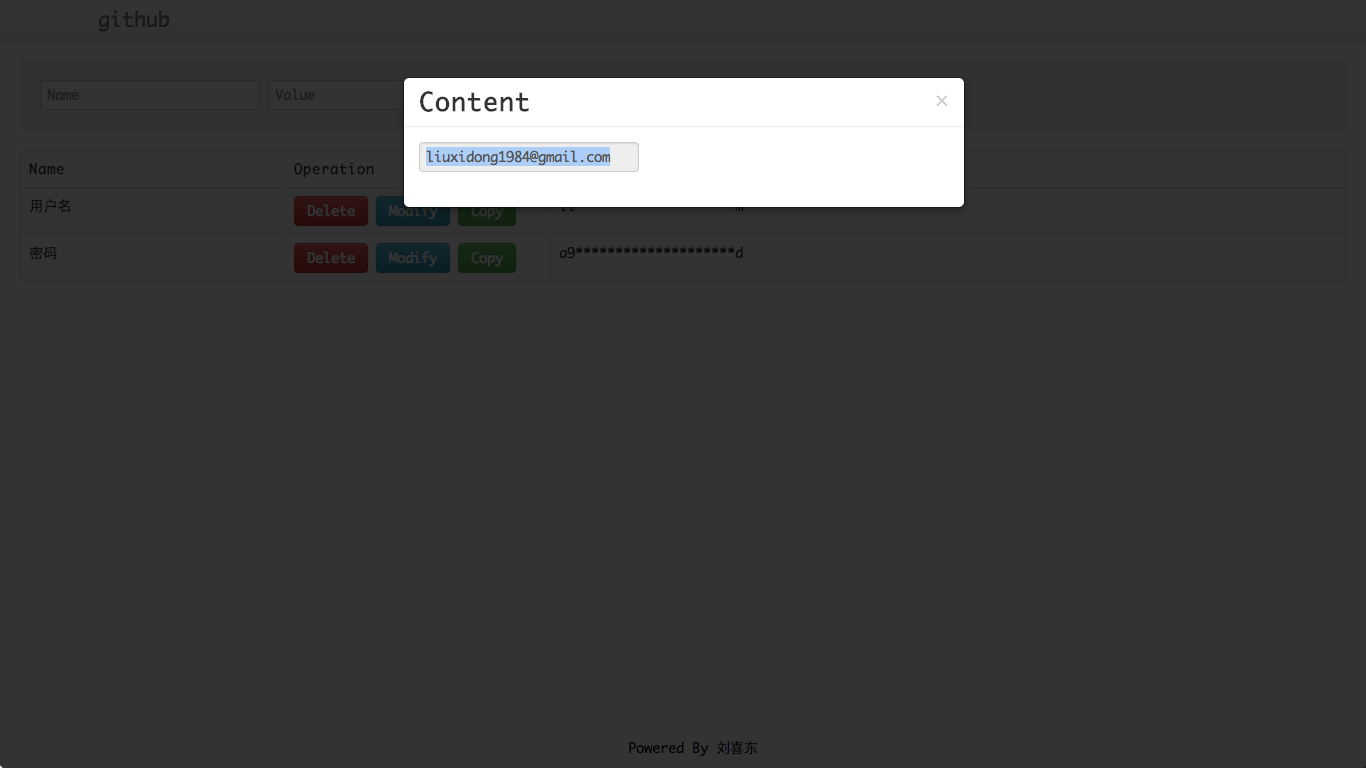 github
Name Value
Content ×
liuxidong1984@gmail.com
Name Operation
用户名 Delete Modify Copy
密码 Delete Modify Copy a9********************d
Powered By 刘喜东